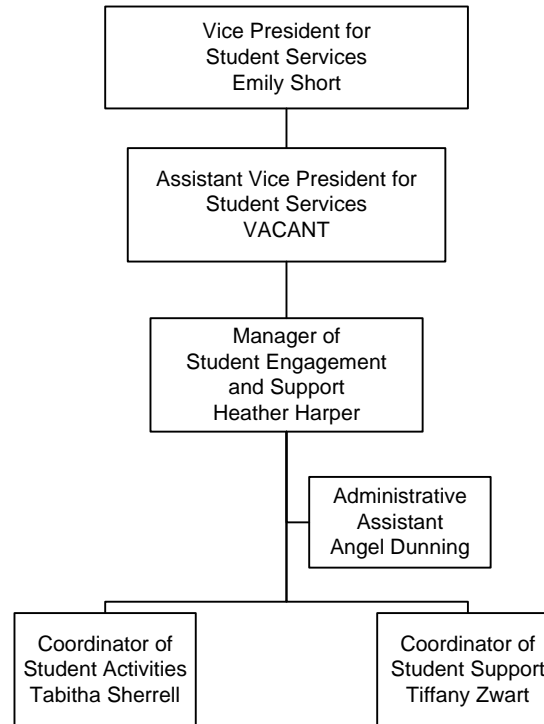 Vice President for
Student Services
Emily Short
Assistant Vice President for
Student Services
VACANT
Manager of
Student Engagement
and Support
Heather Harper
Administrative
Assistant
Angel Dunning
Coordinator of
Student Activities
Tabitha Sherrell
Coordinator of
Student Support
Tiffany Zwart